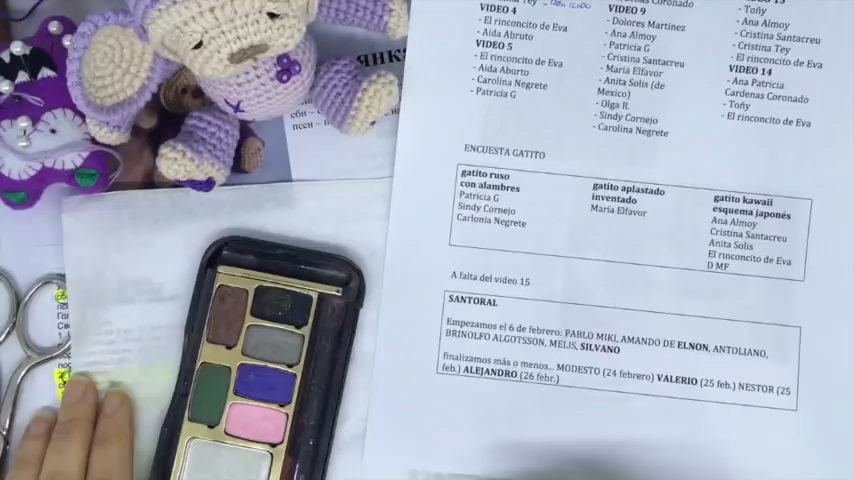 VIDEO 4
- El rinconcito de Eva
- Aida Abruto
VIDEO 5
- El rinconcito de Eva
- Aida Aburto
- Carolina Negrete
- Patricia G
Cardenas Coronado
VIDEO 9
- Dolores Martinez
- Ana Almoy
- Patricia G
- Cristina Santacreu
- Maria Elfavor
- Anita Solis (de
Mexico)
- Olga R.
- Sindy Cornejo
- Carolina Negrete
- Toñy
- Ana Almoy
- Cristina Santacreu
- Cristina Tey
- El rinconcito de Eva
VIDEO 14
- Ana Patricia
Cardenas Coronado
- Toñy
- El rinconcito de Eva
ENCUESTA GATITO
gatito ruso
con alambres
Patricia G
Sindy Cornejo
Carlonia Negrete
gatito aplastado
inventado
Maria Elfavor
gatito kawaii
esquema japonés
Ana Almoy
Cristina Santacreu
Anita Solis
El rinconcito de Eva
D MF
A falta del video 15
SANTORAL
Empezamos el 6 de febrero: PABLO MIKI, AMANDO DE ELNON, ANTOLIANO,
BRINOLFO ALGOTSSON, MELIS, SILVANO
finalizamos más o menos... MODESTO (24 febrero) VALERIO (25 feb.) NESTOR (25
feb.) ALEJANDRO (26 febr.)